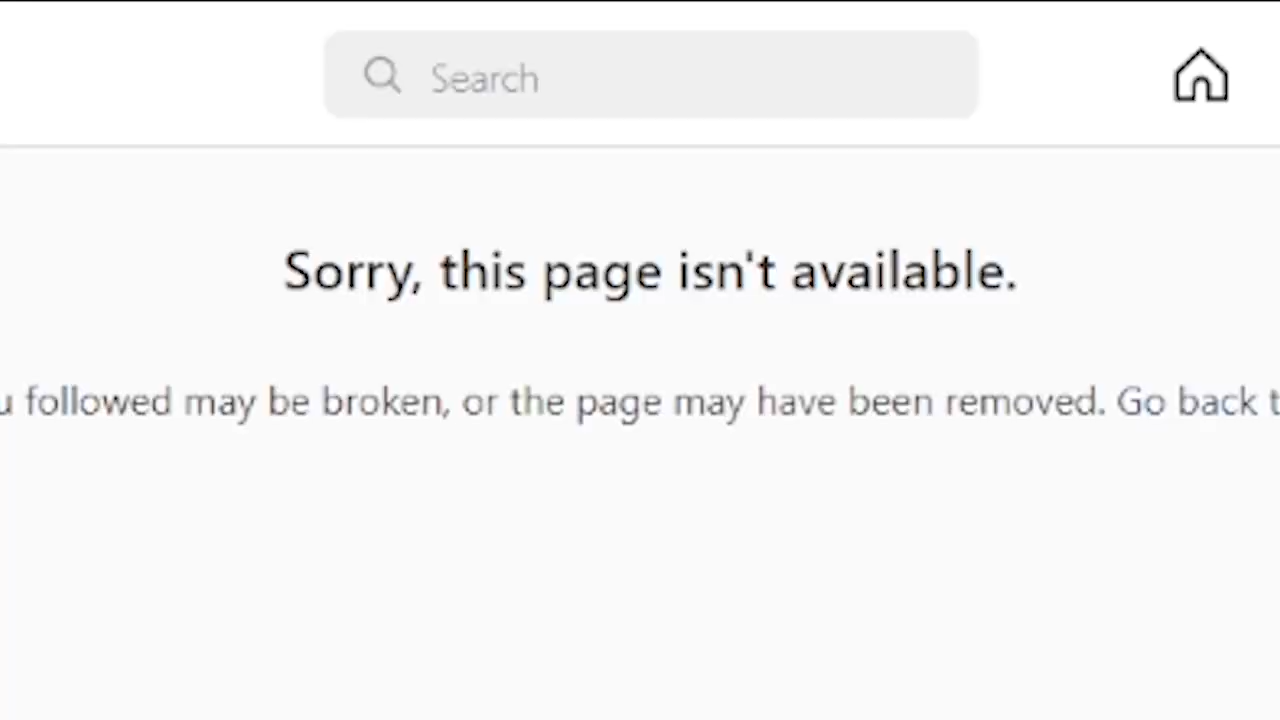 Search
Sorry, this page isn't available.
followed may be broken, or the page may have been removed. Go back